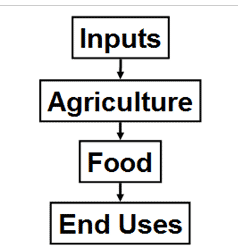 Inputs
Agriculture
Food
End Uses